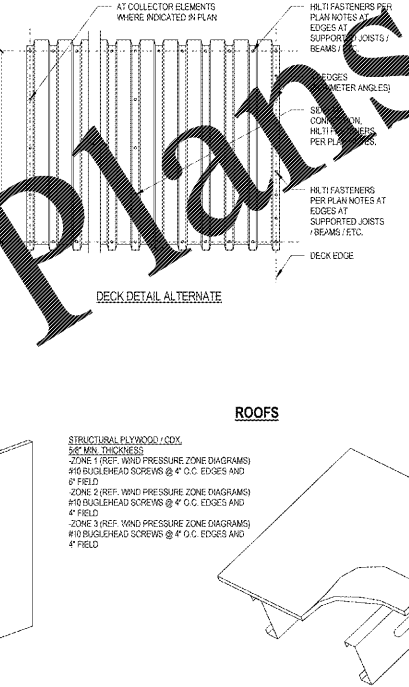 AT COLLECTOR ELEMENTS
WHERE INDICATED IN PLAN
HILTI FASTENERS PER
PLAN NOTES AT
EDGES AT
SUPPORTED JOISTS /
BEAMS / ETC.
EDGES
ANGLES)
CONNECTION,
HILTI FASTENERS
PER PLAN NOTES.
Plans
HILTI FASTENERS
PER PLAN NOTES AT
EDGES AT
SUPPORTED JOISTS
/ BEAMS / ETC.
DECK EDGE
DECK DETAIL ALTERNATE
ROOFS
STRUCTURAL PLYWOOD / CDX,
5/8" MIN. THICKNESS
-ZONE 1 (REF. WIND PRESSURE ZONE DIAGRAMS)
#10 BUGLEHEAD SCREWS @ 4" O.C. EDGES AND
6" FIELD
-ZONE 2 (REF. WIND PRESSURE ZONE DIAGRAMS)
#10 BUGLEHEAD SCREWS @ 4" O.C. EDGES AND
4" FIELD
-ZONE 3 (REF. WIND PRESSURE ZONE DIAGRAMS)
#10 BUGLEHEAD SCREWS @ 4" O.C. EDGES AND
4" FIELD